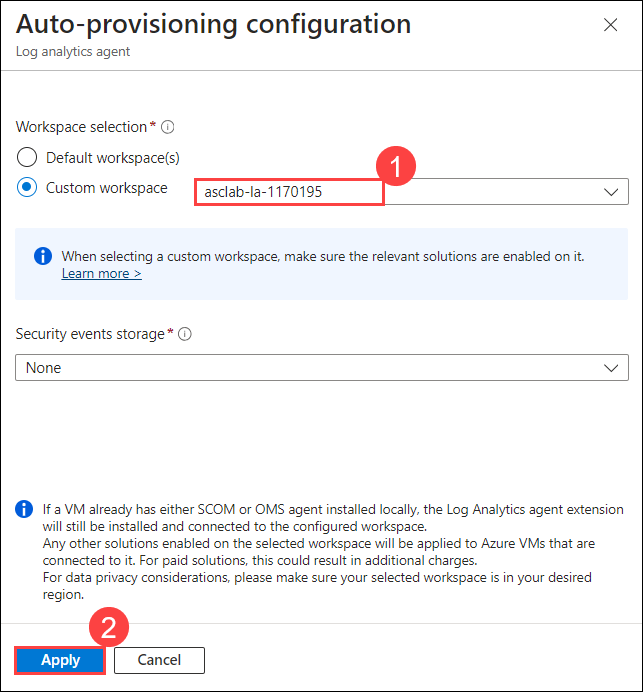 Auto-provisioning configuration
Log analytics agent
Workspace selection *
Default workspace(s)
Custom workspace
asclab-la-1170195
1
When selecting a custom workspace, make sure the relevant solutions are enabled on it.
Learn more >
Security events storage *
None
If a VM already has either SCOM or OMS agent installed locally, the Log Analytics agent extension
will still be installed and connected to the configured workspace.
Any other solutions enabled on the selected workspace will be applied to Azure VMs that are
connected to it. For paid solutions, this could result in additional charges.
For data privacy considerations, please make sure your selected workspace is in your desired
region.
2
Apply
Cancel